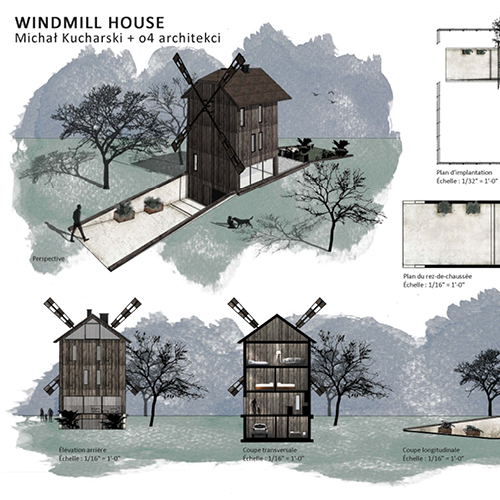 WINDMILL HOUSE
Michał Kucharski + o4 architekci
Plan d'implantation
Échelle : 1/32" = 1'-0"
Perspective
Plan du rez-de-chaussée
Échelle : 1/16" = 1'-0"
Élévation arrière
Échelle : 1/16" = 1'-0"
Coupe transversale
Échelle : 1/16" = 1'-0"
Coupe longitudinale
Échelle : 1/16" = 1'-0"